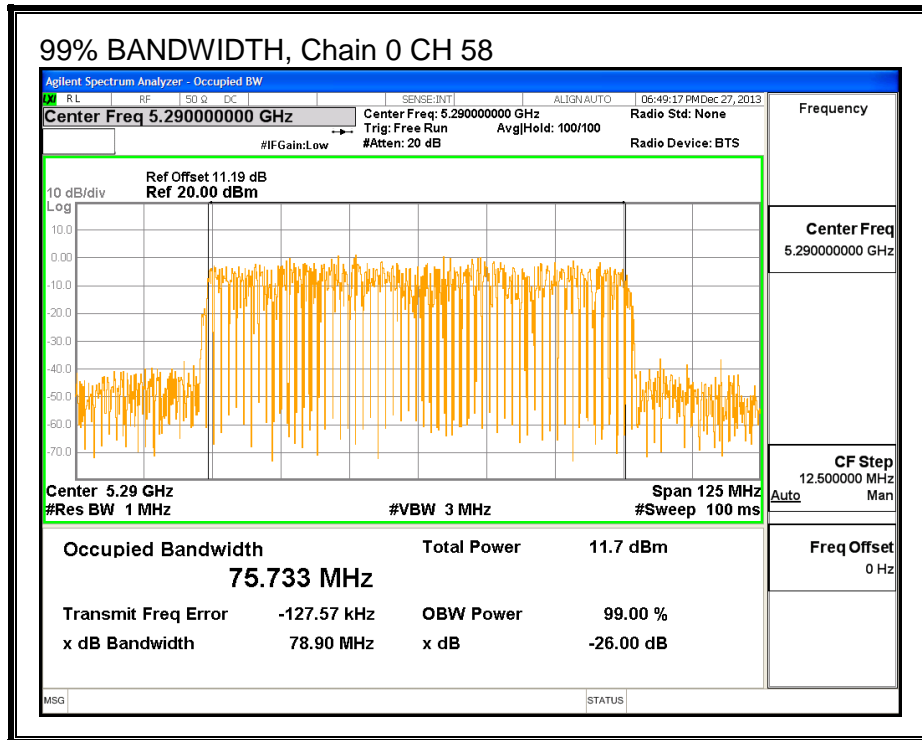 99% BANDWIDTH, Chain 0 CH 58
Agilent Spectrum Analyzer - Occupied BW
LXI RL RF 50 Ω DC SENSE:INT ALIGNAUTO 06:49:17 PM Dec 27, 2013
Center Freq 5.290000000 GHz
Center Freq: 5.290000000 GHz Radio Std: None
Trig: Free Run Avg|Hold: 100/100
#IFGain:Low #Atten: 20 dB Radio Device: BTS
Frequency
Ref Offset 11.19 dB
10 dB/div Ref 20.00 dBm
Log
10.0
0.00
-10.0
-20.0
-30.0
-40.0
-50.0
-60.0
-70.0
Center 5.29 GHz Span 125 MHz
#Res BW 1 MHz #VBW 3 MHz #Sweep 100 ms
Center Freq
5.290000000 GHz
CF Step
12.500000 MHz
Auto Man
Freq Offset
0 Hz
Occupied Bandwidth Total Power 11.7 dBm
75.733 MHz
Transmit Freq Error -127.57 kHz OBW Power 99.00 %
x dB Bandwidth 78.90 MHz x dB -26.00 dB
MSG STATUS